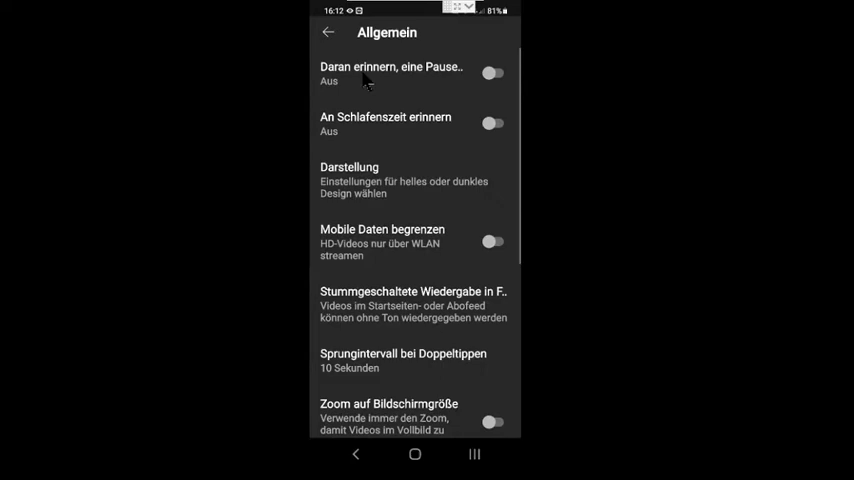 16:12
81%
Allgemein
Daran erinnern, eine Pause..
Aus
An Schlafenszeit erinnern
Aus
Darstellung
Einstellungen für helles oder dunkles
Design wählen
Mobile Daten begrenzen
HD-Videos nur über WLAN
streamen
Stummgeschaltete Wiedergabe in F..
Videos im Startseiten- oder Abofeed
können ohne Ton wiedergegeben werden
Sprungintervall bei Doppeltippen
10 Sekunden
Zoom auf Bildschirmgröße
Verwende immer den Zoom,
damit Videos im Vollbild zu